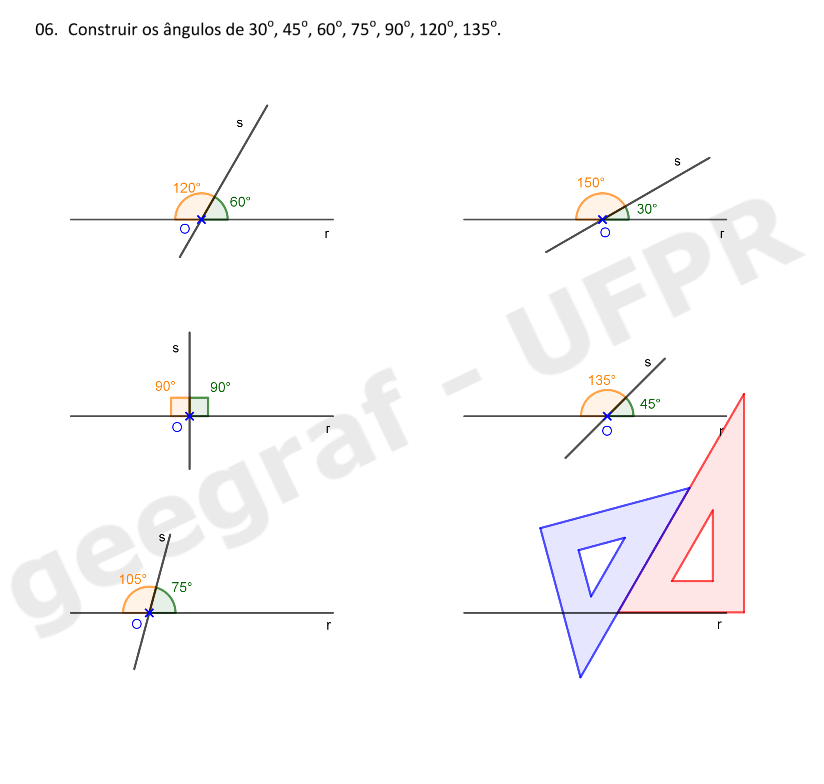 06. Construir os ângulos de 30º, 45º, 60º, 75º, 90º, 120º, 135º.
s
120°
60°
O
r
s
150°
30°
O
r
s
90°
90°
O
r
s
135°
45°
O
r
s
105°
75°
O
r
r
geegraf - UFPR